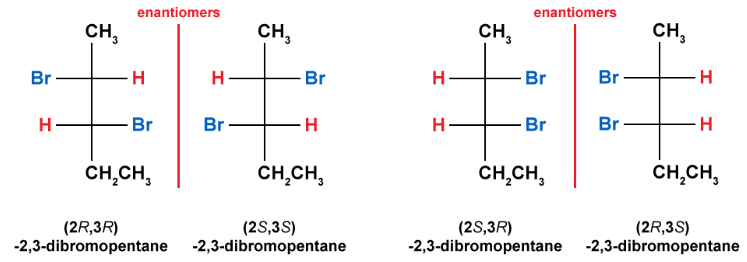 enantiomers
enantiomers
CH3
CH3
CH3
CH3
Br H
H Br
H Br
Br H
H Br
Br H
H Br
Br H
CH2CH3
CH2CH3
CH2CH3
CH2CH3
(2R,3R)
-2,3-dibromopentane
(2S,3S)
-2,3-dibromopentane
(2S,3R)
-2,3-dibromopentane
(2R,3S)
-2,3-dibromopentane